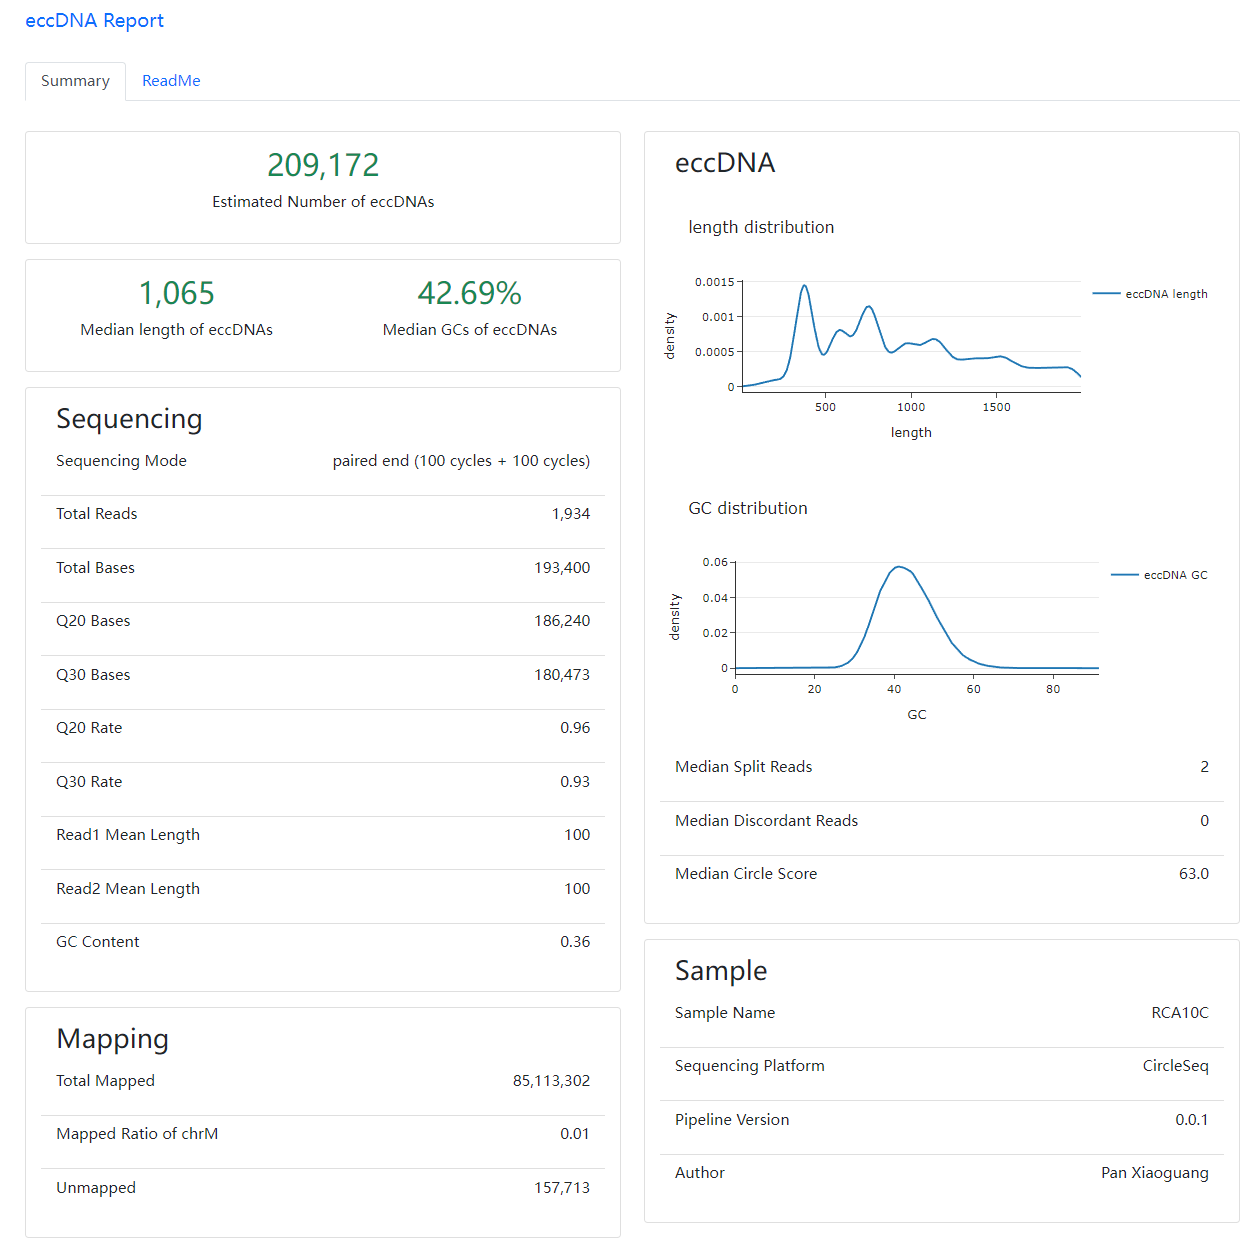 eccDNA Report
Summary ReadMe
209,172
Estimated Number of eccDNAs
1,065 42.69%
Median length of eccDNAs Median GCs of eccDNAs
Sequencing
Sequencing Mode paired end (100 cycles + 100 cycles)
Total Reads 1,934
Total Bases 193,400
Q20 Bases 186,240
Q30 Bases 180,473
Q20 Rate 0.96
Q30 Rate 0.93
Read1 Mean Length 100
Read2 Mean Length 100
GC Content 0.36
Mapping
Total Mapped 85,113,302
Mapped Ratio of chrM 0.01
Unmapped 157,713
eccDNA
length distribution
0.0015
0.001
0.0005
0
density
500 1000 1500
length
eccDNA length
GC distribution
0.06
0.04
0.02
0
density
0 20 40 60 80
GC
eccDNA GC
Median Split Reads 2
Median Discordant Reads 0
Median Circle Score 63.0
Sample
Sample Name RCA10C
Sequencing Platform CircleSeq
Pipeline Version 0.0.1
Author Pan Xiaoguang